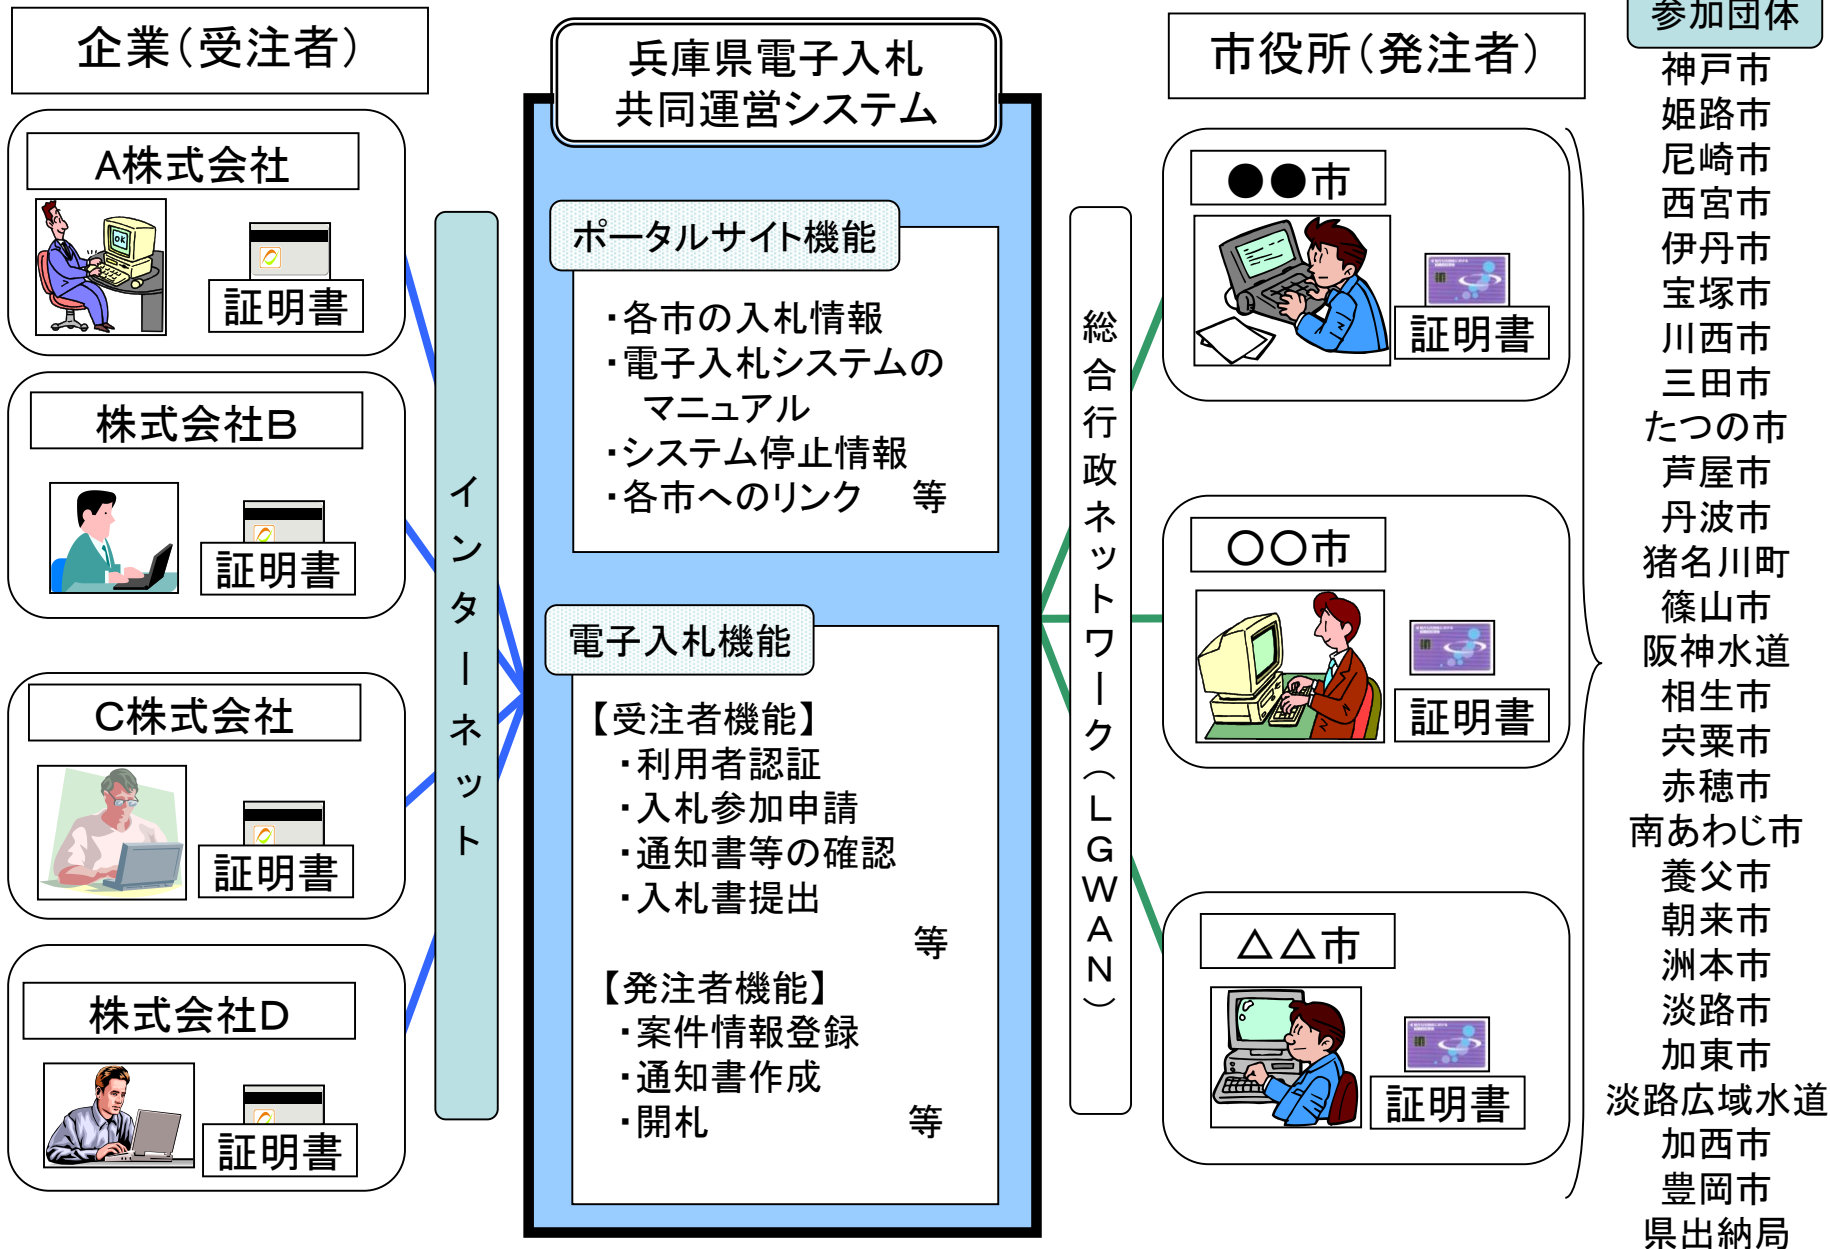 企業（受注者）
A株式会社
証明書
株式会社B
証明書
C株式会社
証明書
株式会社D
証明書
インターネット
兵庫県電子入札
共同運営システム
ポータルサイト機能
・各市の入札情報
・電子入札システムの
マニュアル
・システム停止情報
・各市へのリンク　等
電子入札機能
【受注者機能】
・利用者認証
・入札参加申請
・通知書等の確認
・入札書提出
等
【発注者機能】
・案件情報登録
・通知書作成
・開札　等
総合行政ネットワーク（LGWAN）
市役所（発注者）
●●市
証明書
○○市
証明書
△△市
証明書
参加団体
神戸市
姫路市
尼崎市
西宮市
伊丹市
宝塚市
川西市
三田市
たつの市
芦屋市
丹波市
猪名川町
篠山市
阪神水道
相生市
宍粟市
赤穂市
南あわじ市
養父市
朝来市
洲本市
淡路市
加東市
淡路広域水道
加西市
豊岡市
県出納局